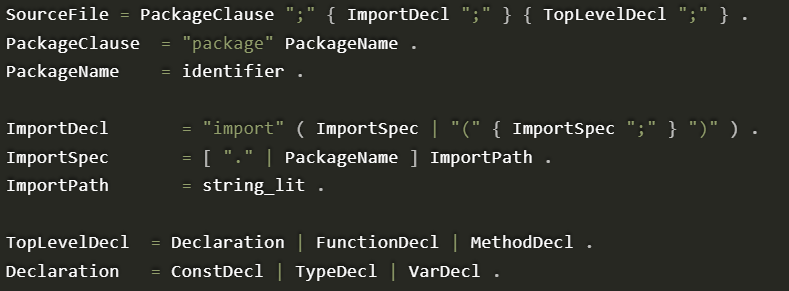 SourceFile = PackageClause ";" { ImportDecl ";" } { TopLevelDecl ";" } .
PackageClause  = "package" PackageName .
PackageName    = identifier .

ImportDecl       = "import" ( ImportSpec | "(" { ImportSpec ";" } ")" ) .
ImportSpec       = [ "." | PackageName ] ImportPath .
ImportPath       = string_lit .

TopLevelDecl  = Declaration | FunctionDecl | MethodDecl .
Declaration   = ConstDecl | TypeDecl | VarDecl .